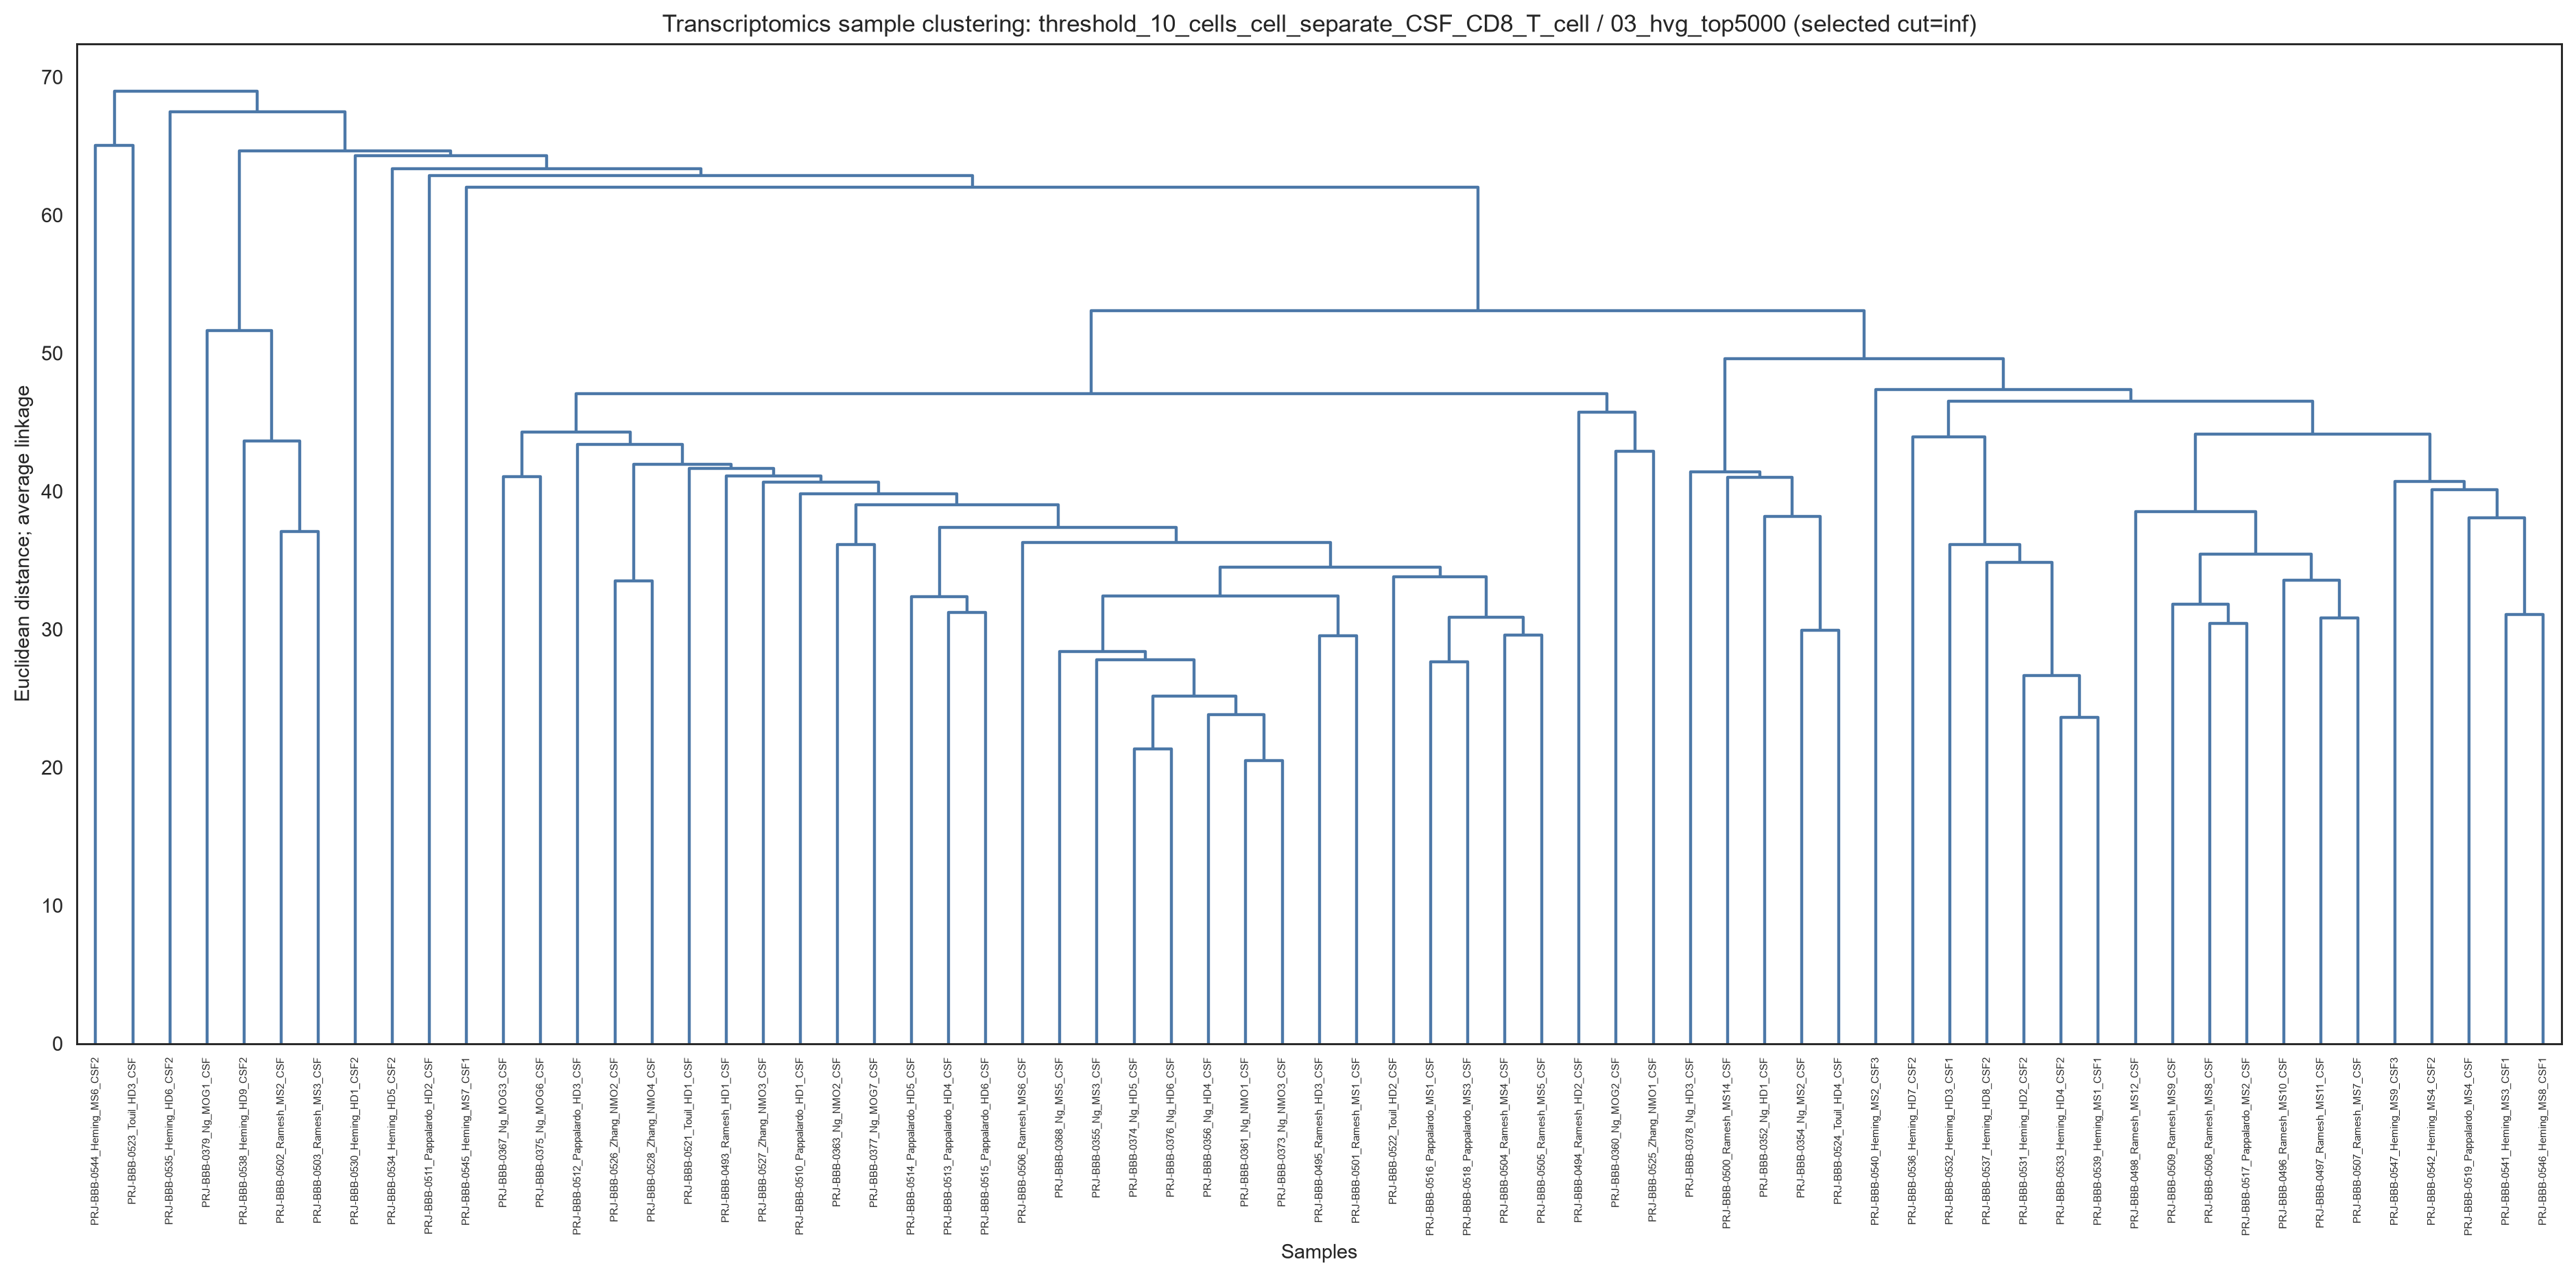 Transcriptomics sample clustering: threshold_10_cells_cell_separate_CSF_CD8_T_cell / 03_hvg_top5000 (selected cut=inf)
Euclidean distance; average linkage
70
60
50
40
30
20
10
0
PRJ-BBB-0544_Heming_MS6_CSF2
PRJ-BBB-0523_Touil_HD3_CSF
PRJ-BBB-0535_Heming_HD6_CSF2
PRJ-BBB-0379_Ng_MOG1_CSF
PRJ-BBB-0538_Heming_HD9_CSF2
PRJ-BBB-0502_Ramesh_MS2_CSF
PRJ-BBB-0503_Ramesh_MS3_CSF
PRJ-BBB-0530_Heming_HD1_CSF2
PRJ-BBB-0534_Heming_HD5_CSF2
PRJ-BBB-0511_Pappalardo_HD2_CSF
PRJ-BBB-0545_Heming_MS7_CSF1
PRJ-BBB-0367_Ng_MOG3_CSF
PRJ-BBB-0375_Ng_MOG6_CSF
PRJ-BBB-0512_Pappalardo_HD3_CSF
PRJ-BBB-0526_Zhang_NMO2_CSF
PRJ-BBB-0528_Zhang_NMO4_CSF
PRJ-BBB-0521_Touil_HD1_CSF
PRJ-BBB-0493_Ramesh_HD1_CSF
PRJ-BBB-0527_Zhang_NMO3_CSF
PRJ-BBB-0510_Pappalardo_HD1_CSF
PRJ-BBB-0363_Ng_NMO2_CSF
PRJ-BBB-0377_Ng_MOG7_CSF
PRJ-BBB-0514_Pappalardo_HD5_CSF
PRJ-BBB-0513_Pappalardo_HD4_CSF
PRJ-BBB-0515_Pappalardo_HD6_CSF
PRJ-BBB-0506_Ramesh_MS6_CSF
PRJ-BBB-0368_Ng_MS5_CSF
PRJ-BBB-0355_Ng_MS3_CSF
PRJ-BBB-0374_Ng_HD5_CSF
PRJ-BBB-0376_Ng_HD6_CSF
PRJ-BBB-0356_Ng_HD4_CSF
PRJ-BBB-0361_Ng_NMO1_CSF
PRJ-BBB-0373_Ng_NMO3_CSF
PRJ-BBB-0495_Ramesh_HD3_CSF
PRJ-BBB-0501_Ramesh_MS1_CSF
PRJ-BBB-0522_Touil_HD2_CSF
PRJ-BBB-0516_Pappalardo_MS1_CSF
PRJ-BBB-0518_Pappalardo_MS3_CSF
PRJ-BBB-0504_Ramesh_MS4_CSF
PRJ-BBB-0505_Ramesh_MS5_CSF
PRJ-BBB-0494_Ramesh_HD2_CSF
PRJ-BBB-0360_Ng_MOG2_CSF
PRJ-BBB-0525_Zhang_NMO1_CSF
PRJ-BBB-0378_Ng_HD3_CSF
PRJ-BBB-0500_Ramesh_MS14_CSF
PRJ-BBB-0352_Ng_HD1_CSF
PRJ-BBB-0354_Ng_MS2_CSF
PRJ-BBB-0524_Touil_HD4_CSF
PRJ-BBB-0540_Heming_MS2_CSF3
PRJ-BBB-0536_Heming_HD7_CSF2
PRJ-BBB-0532_Heming_HD3_CSF1
PRJ-BBB-0537_Heming_HD8_CSF2
PRJ-BBB-0531_Heming_HD2_CSF2
PRJ-BBB-0533_Heming_HD4_CSF2
PRJ-BBB-0539_Heming_MS1_CSF1
PRJ-BBB-0498_Ramesh_MS12_CSF
PRJ-BBB-0509_Ramesh_MS9_CSF
PRJ-BBB-0508_Ramesh_MS8_CSF
PRJ-BBB-0517_Pappalardo_MS2_CSF
PRJ-BBB-0496_Ramesh_MS10_CSF
PRJ-BBB-0497_Ramesh_MS11_CSF
PRJ-BBB-0507_Ramesh_MS7_CSF
PRJ-BBB-0547_Heming_MS9_CSF3
PRJ-BBB-0542_Heming_MS4_CSF2
PRJ-BBB-0519_Pappalardo_MS4_CSF
PRJ-BBB-0541_Heming_MS3_CSF1
PRJ-BBB-0546_Heming_MS8_CSF1
Samples